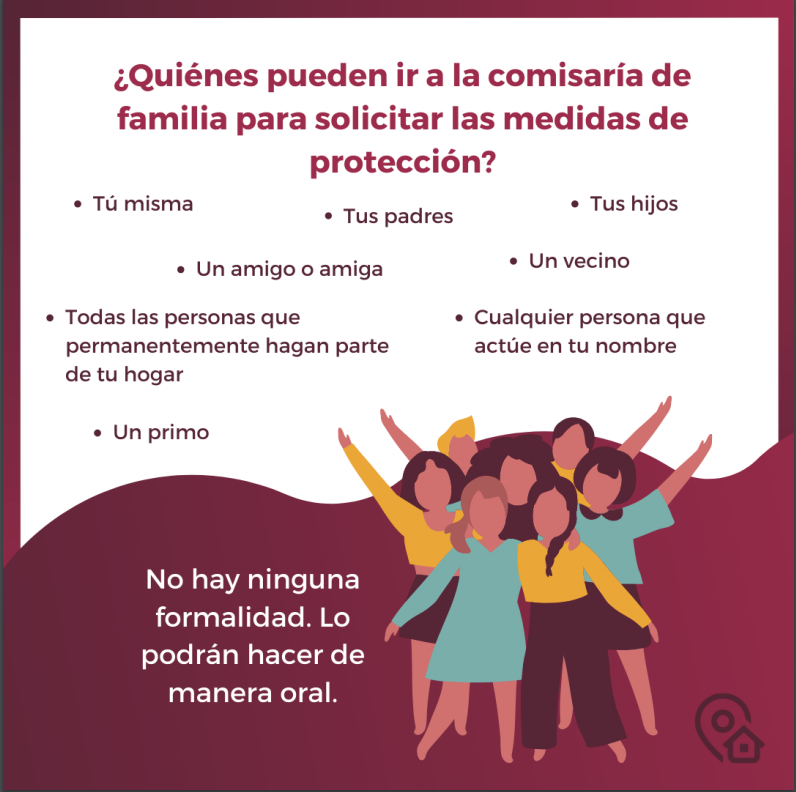 ¿Quiénes pueden ir a la comisaría de
familia para solicitar las medidas de
protección?
• Tú misma
• Tus padres
• Tus hijos
• Un amigo o amiga
• Un vecino
• Todas las personas que
permanentemente hagan parte
de tu hogar
• Cualquier persona que
actúe en tu nombre
• Un primo
No hay ninguna
formalidad. Lo
podrán hacer de
manera oral.